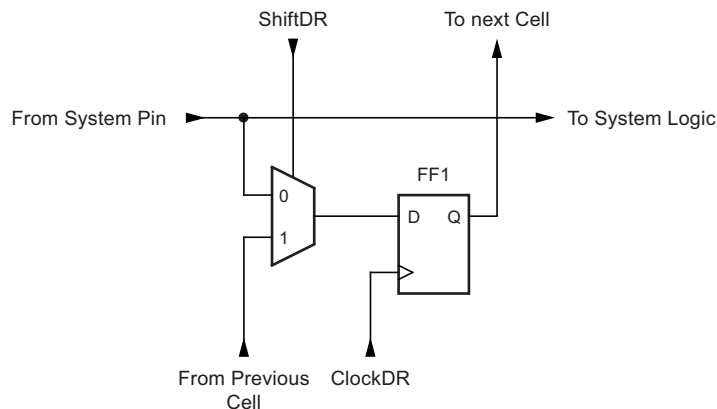 ShiftDR
To next Cell
From System Pin
To System Logic
FF1
0
D
Q
1
From Previous
Cell
ClockDR